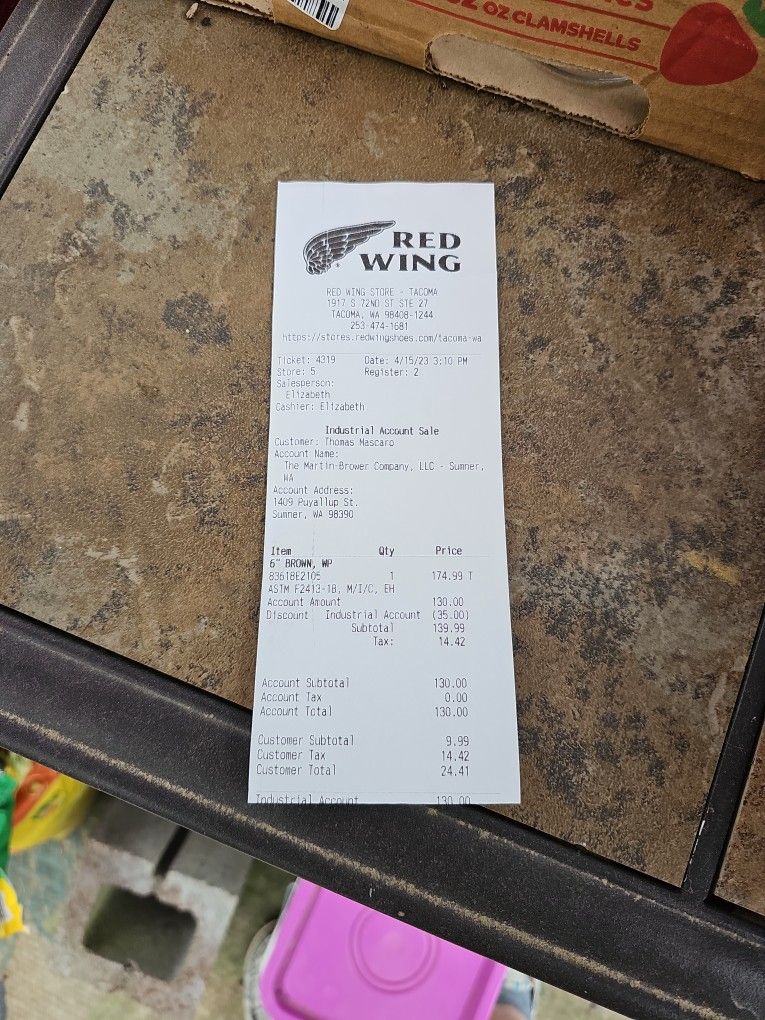 CS
2 OZ CLAMSHELLS
RED
WING
RED WING STORE - TACOMA
1917 S 72ND ST STE 27
TACOMA, WA 98408-1244
253-474-1681
https://stores.redwingshoes.com/tacoma-wa
Ticket: 4319 Date: 4/15/23 3:10 PM
Store: 5 Register: 2
Salesperson:
Elizabeth
Cashier: Elizabeth
Industrial Account Sale
Customer: Thomas Mascaro
Account Name:
The Martin-Brower Company, LLC - Sumner,
WA
Account Address:
1409 Puyallup St.
Sumner, WA 98390
Item Qty Price
6" BROWN, WP
83618E2105 1 174.99 T
ASTM F2413-18, M/I/C, EH
Account Amount 130.00
Discount Industrial Account (35.00)
Subtotal 139.99
Tax: 14.42
Account Subtotal 130.00
Account Tax 0.00
Account Total 130.00
Customer Subtotal 9.99
Customer Tax 14.42
Customer Total 24.41
Industrial Account 130.00